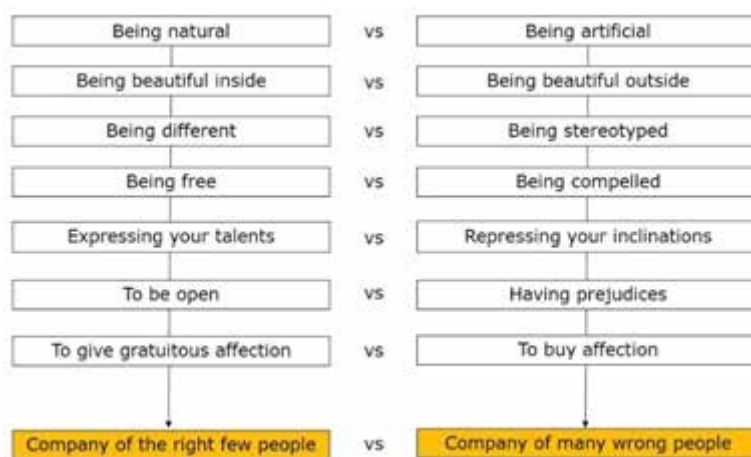 Being natural vs Being artificial
Being beautiful inside vs Being beautiful outside
Being different vs Being stereotyped
Being free vs Being compelled
Expressing your talents vs Repressing your inclinations
To be open vs Having prejudices
To give gratuitous affection vs To buy affection
Company of the right few people vs Company of many wrong people